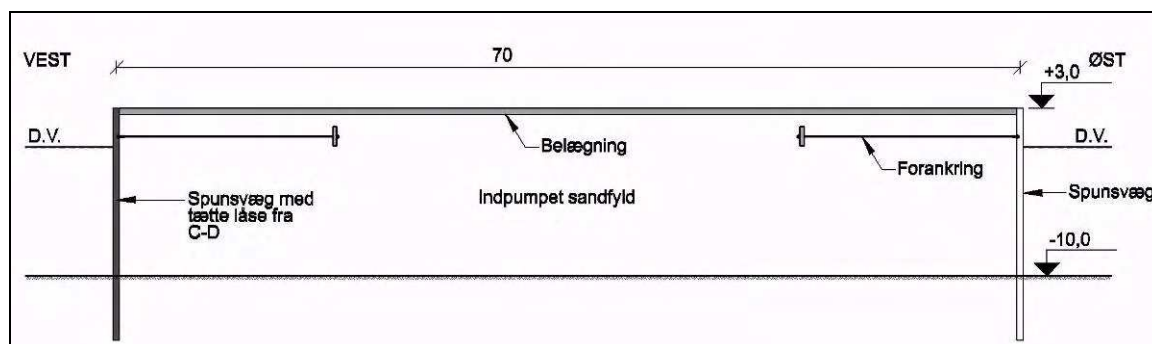 VEST
70
ØST
+3,0
D.V.
Belægning
Forankring
D.V.
Spunsvæg med
tætte låse fra
C-D
Indpumpet sandfyld
Spunsvæg
-10,0